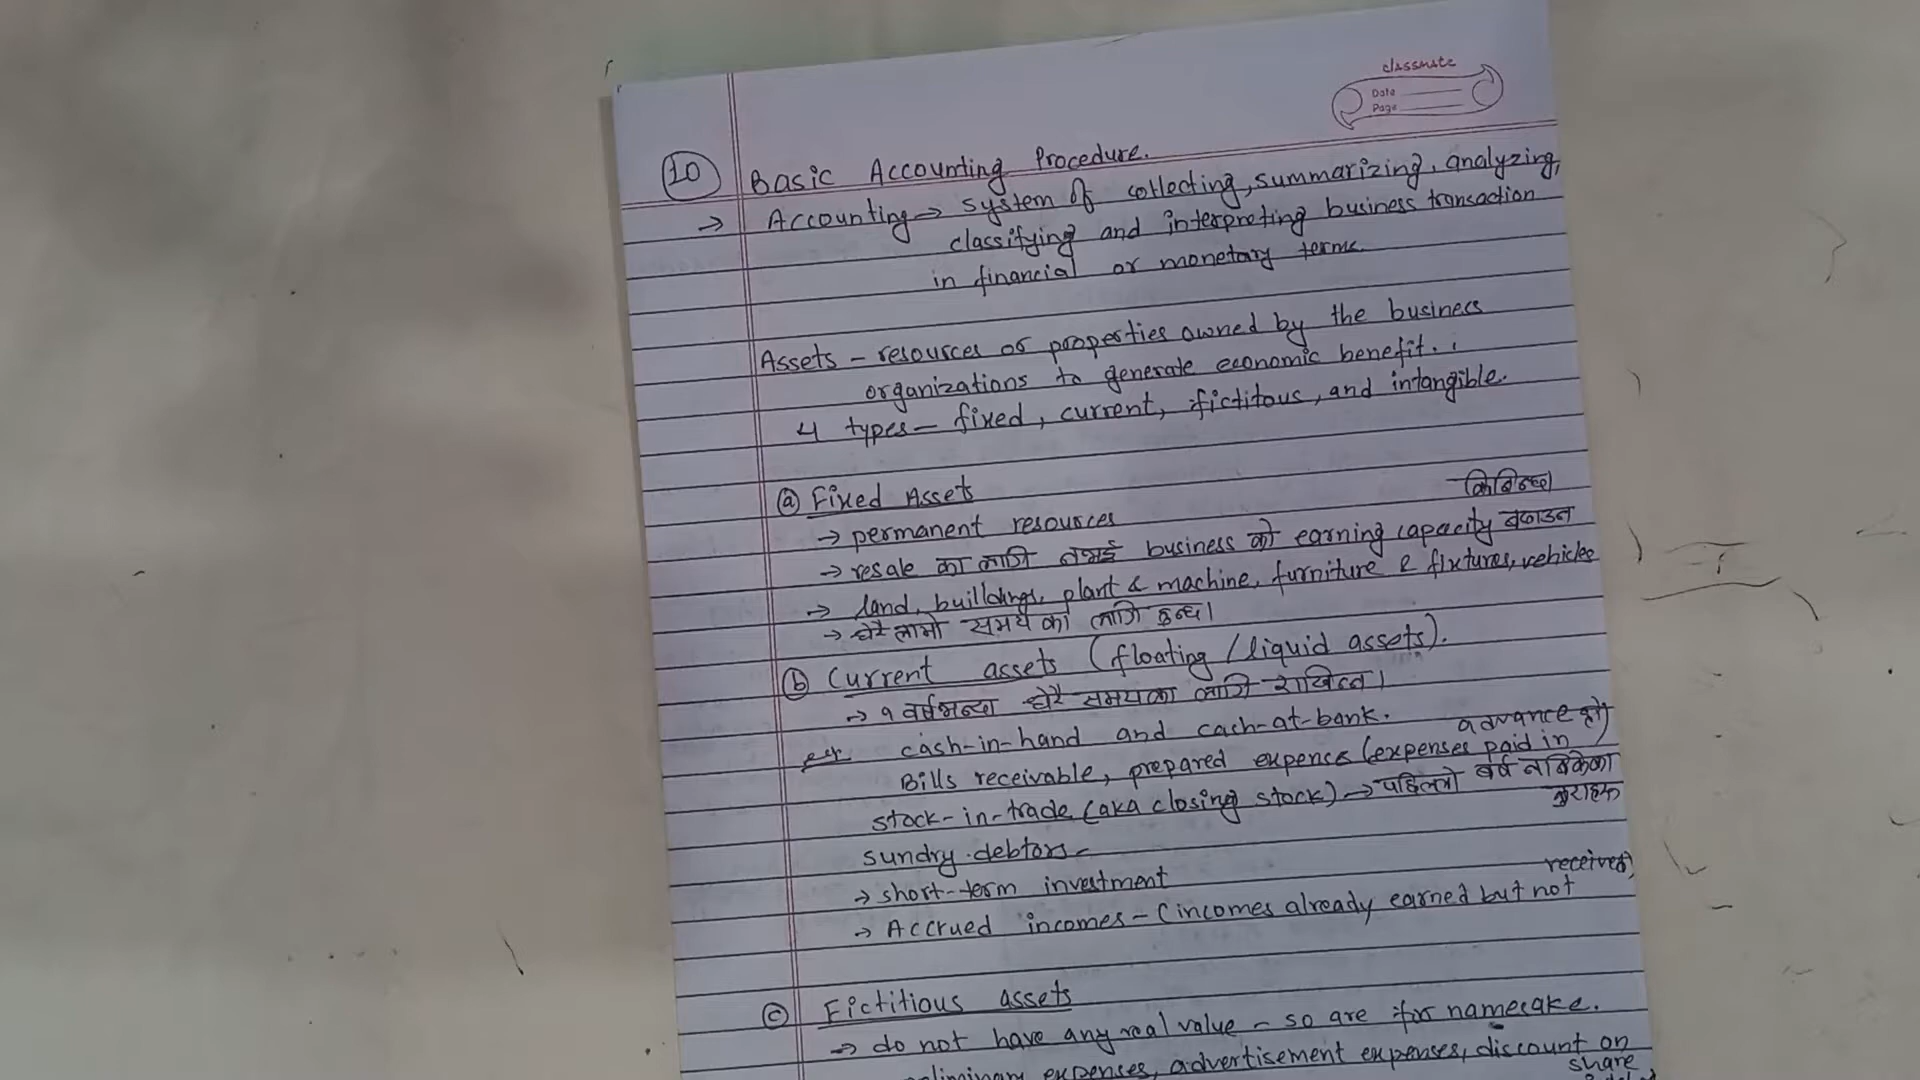 classmate
Date
Page
10 Basic Accounting Procedure.
→ Accounting → system of collecting, summarizing, analyzing,
classifying and interpreting business transaction
in financial or monetary terms
Assets - resources or properties owned by the business
organizations to generate economic benefit.
4 types - fixed, current, fictitous, and intangible.
ⓐ Fixed Assets
→ permanent resources
किनिन्छ।
→ resale का लागि नभई business को earning capacity बढाउन
→ land, buildings, plant & machine, furniture & fixtures, vehicles
→ धेरै लामो समय का लागि हुन्छ।
ⓑ Current assets (floating / liquid assets).
→ १ वर्षभन्दा धेरै समयका लागि राखिन्न।
ex cash-in-hand and cash-at-bank.
advance हो)
Bills receivable, prepared expense (expenses paid in
stock-in-trade (aka closing stock) → पहिलेको वर्ष नबिकेका
कुराहरु
sundry debtors
→ short-term investment
received)
→ Accrued incomes - (incomes already earned but not
ⓒ Fictitious assets
→ do not have any real value - so are for namesake.
expenses, advertisement expenses, discount on
share